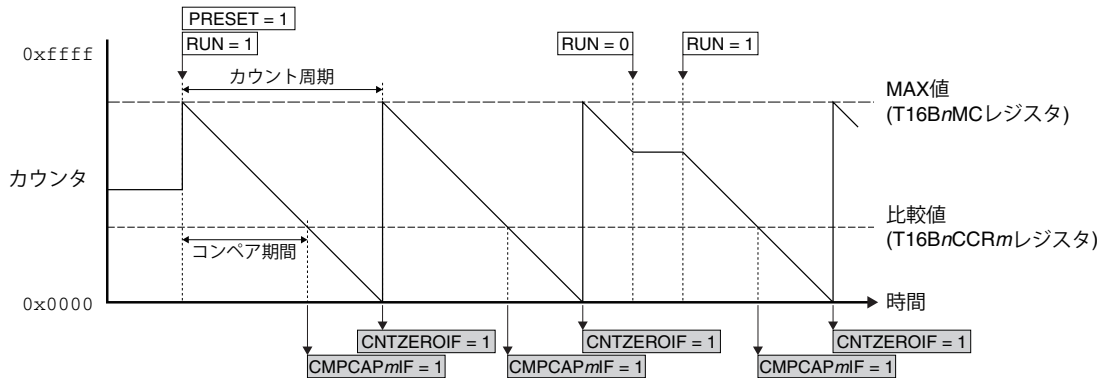 PRESET = 1
RUN = 1
RUN = 0
RUN = 1
0xffff
カウント周期
MAX値
(T16BnMCレジスタ)
カウンタ
比較値
(T16BnCCRmレジスタ)
コンペア期間
0x0000
時間
CNTZEROIF = 1
CNTZEROIF = 1
CNTZEROIF = 1
CMPCAPmIF = 1
CMPCAPmIF = 1
CMPCAPmIF = 1